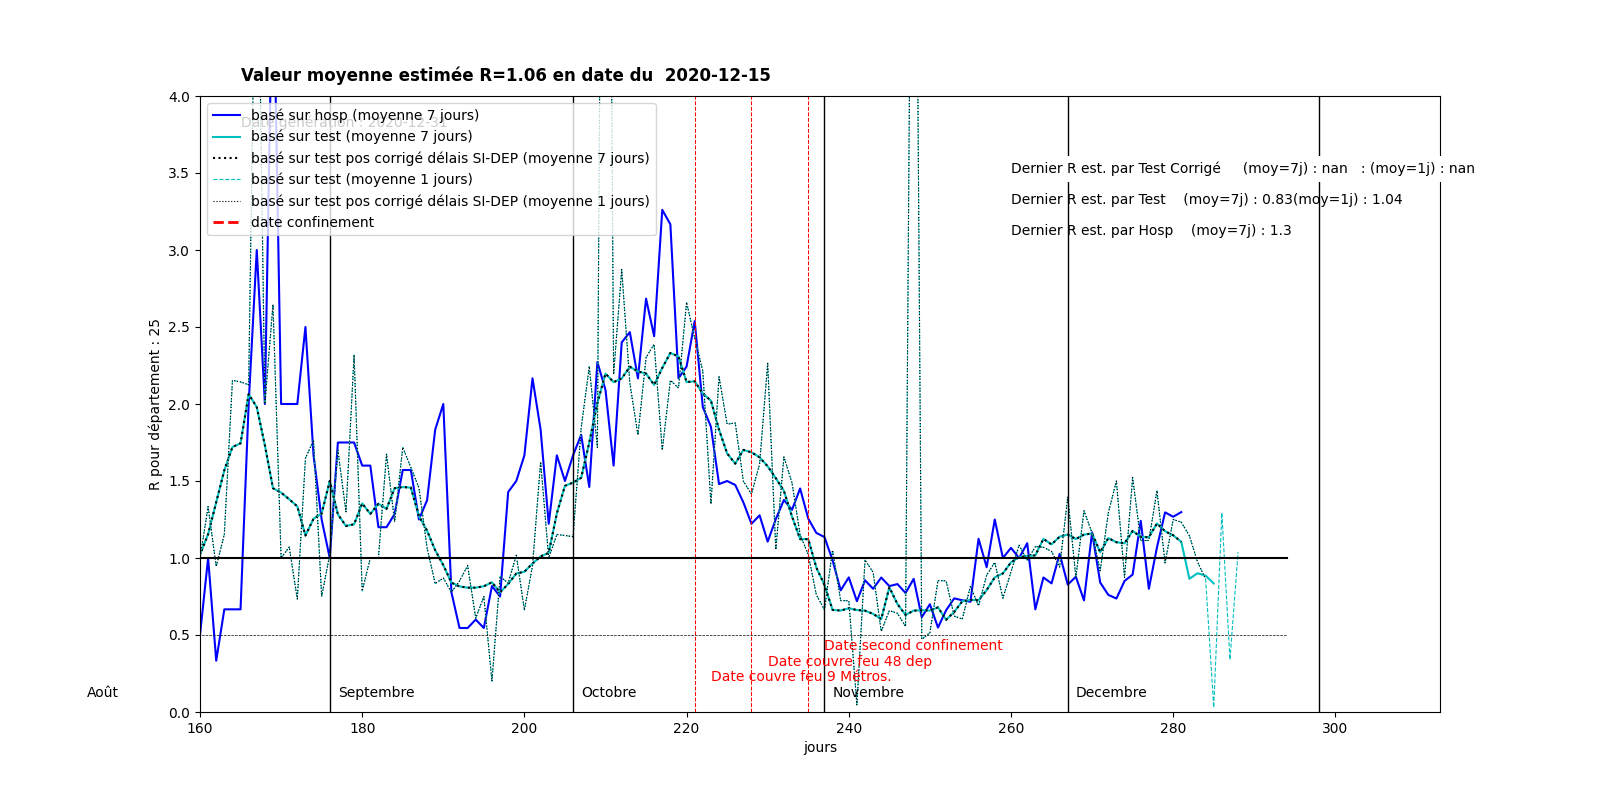 Valeur moyenne estimée R=1.06 en date du  2020-12-15
4.0
3.5
3.0
2.5
2.0
1.5
1.0
0.5
0.0
R pour département : 25
basé sur hosp (moyenne 7 jours)
Date génération : 2020-12-31
basé sur test (moyenne 7 jours)
basé sur test pos corrigé délais SI-DEP (moyenne 7 jours)
basé sur test (moyenne 1 jours)
basé sur test pos corrigé délais SI-DEP (moyenne 1 jours)
date confinement
Dernier R est. par Test Corrigé     (moy=7j) : nan   : (moy=1j) : nan
Dernier R est. par Test    (moy=7j) : 0.83(moy=1j) : 1.04
Dernier R est. par Hosp    (moy=7j) : 1.3
Date second confinement
Date couvre feu 48 dep
Date couvre feu 9 Métros.
Août
Septembre
Octobre
Novembre
Decembre
160
180
200
220
240
260
280
300
jours